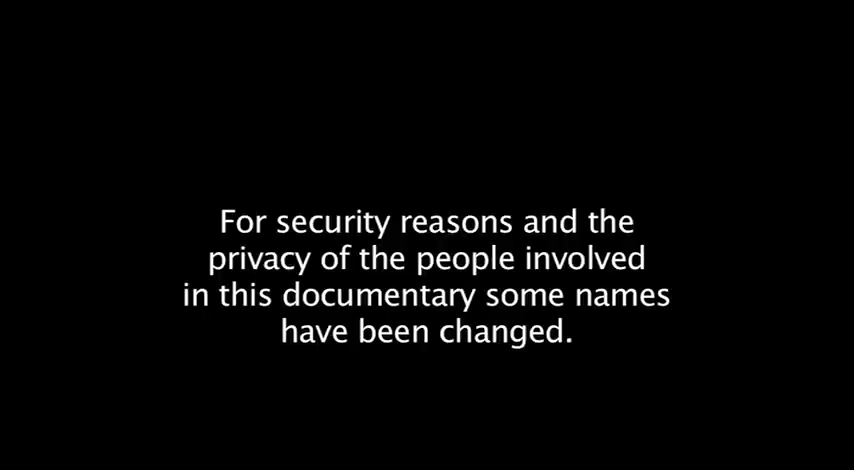 For security reasons and the
privacy of the people involved
in this documentary some names
have been changed.